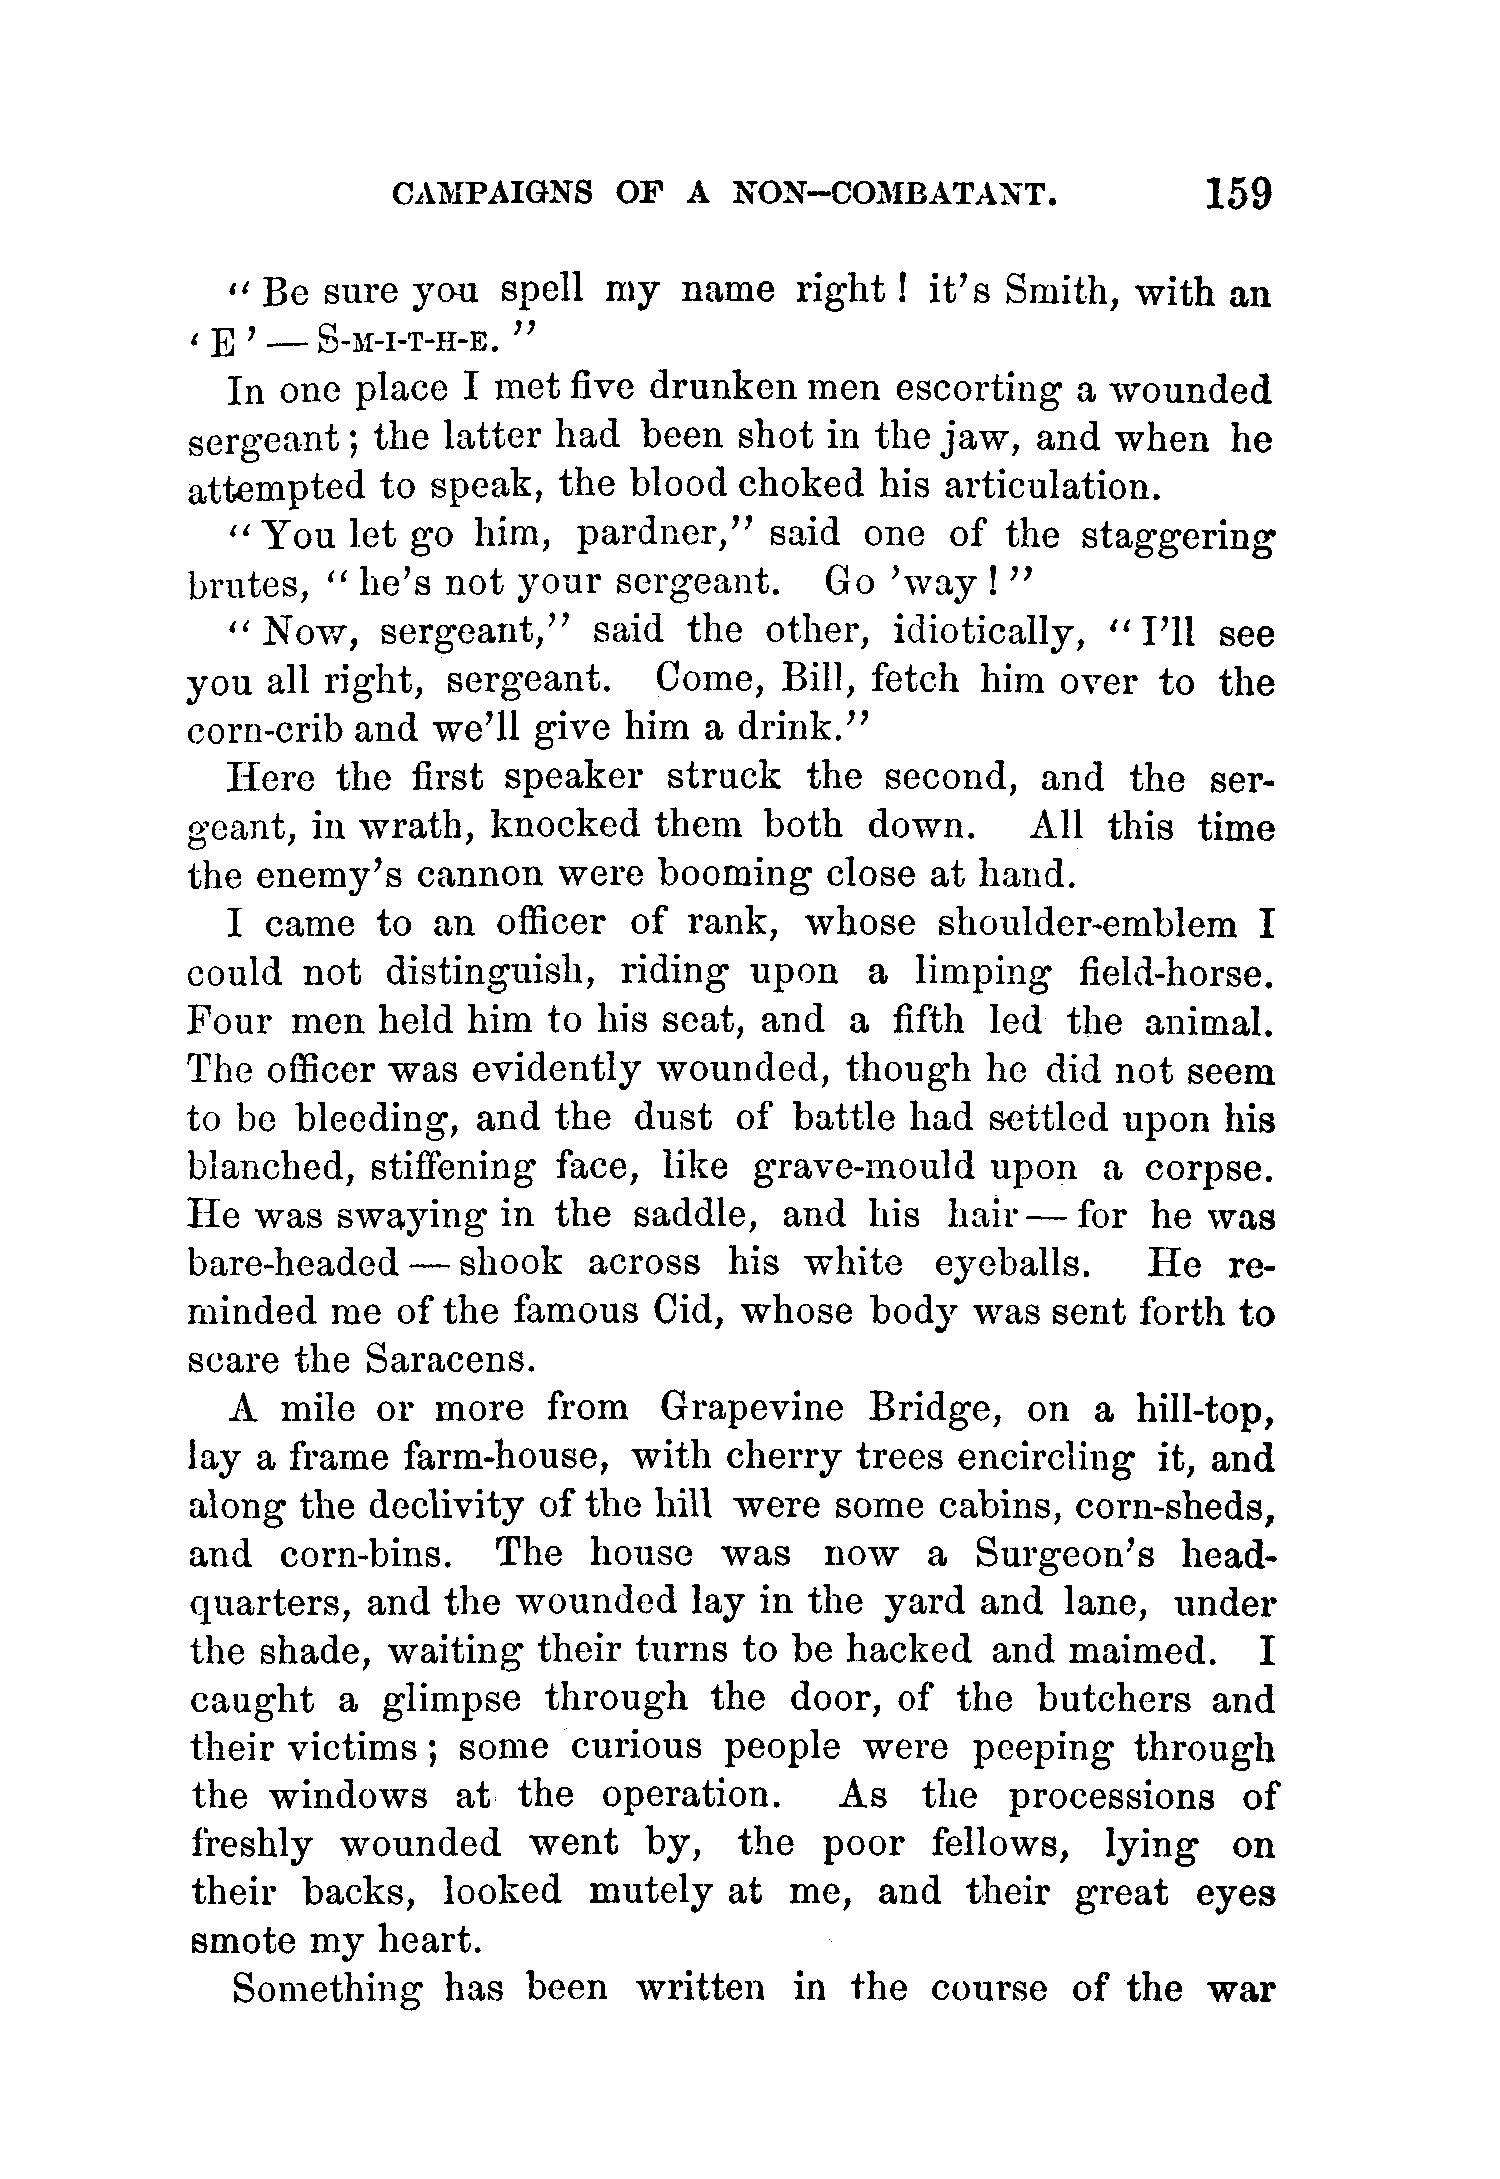 CAMPAIGNS OF A NON-COMBATANT. 159
“ Be sure you spell my name right ! it’s Smith, with an
‘ E ’ — S-M-I-T-H-E. ”
In one place I met five drunken men escorting a wounded
sergeant ; the latter had been shot in the jaw, and when he
attempted to speak, the blood choked his articulation.
“ You let go him, pardner,” said one of the staggering
brutes, “ he’s not your sergeant. Go ’way ! ”
“ Now, sergeant,” said the other, idiotically, “ I’ll see
you all right, sergeant. Come, Bill, fetch him over to the
corn-crib and we’ll give him a drink.”
Here the first speaker struck the second, and the ser-
geant, in wrath, knocked them both down. All this time
the enemy’s cannon were booming close at hand.
I came to an officer of rank, whose shoulder-emblem I
could not distinguish, riding upon a limping field-horse.
Four men held him to his seat, and a fifth led the animal.
The officer was evidently wounded, though he did not seem
to be bleeding, and the dust of battle had settled upon his
blanched, stiffening face, like grave-mould upon a corpse.
He was swaying in the saddle, and his hair — for he was
bare-headed — shook across his white eyeballs. He re-
minded me of the famous Cid, whose body was sent forth to
scare the Saracens.
A mile or more from Grapevine Bridge, on a hill-top,
lay a frame farm-house, with cherry trees encircling it, and
along the declivity of the hill were some cabins, corn-sheds,
and corn-bins. The house was now a Surgeon’s head-
quarters, and the wounded lay in the yard and lane, under
the shade, waiting their turns to be hacked and maimed. I
caught a glimpse through the door, of the butchers and
their victims ; some curious people were peeping through
the windows at the operation. As the processions of
freshly wounded went by, the poor fellows, lying on
their backs, looked mutely at me, and their great eyes
smote my heart.
Something has been written in the course of the war